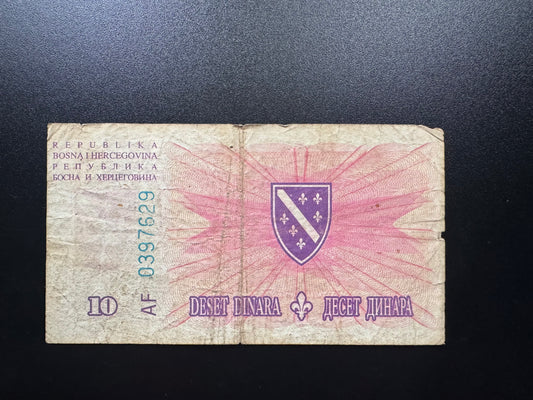 REPUBLIKA
BOSNA I HERCEGOVINA
РЕПУБЛИКА
БОСНА И ХЕРЦЕГОВИНА
AF 0397629
10
DESET DINARA
ДЕСЕТ ДИНАРА